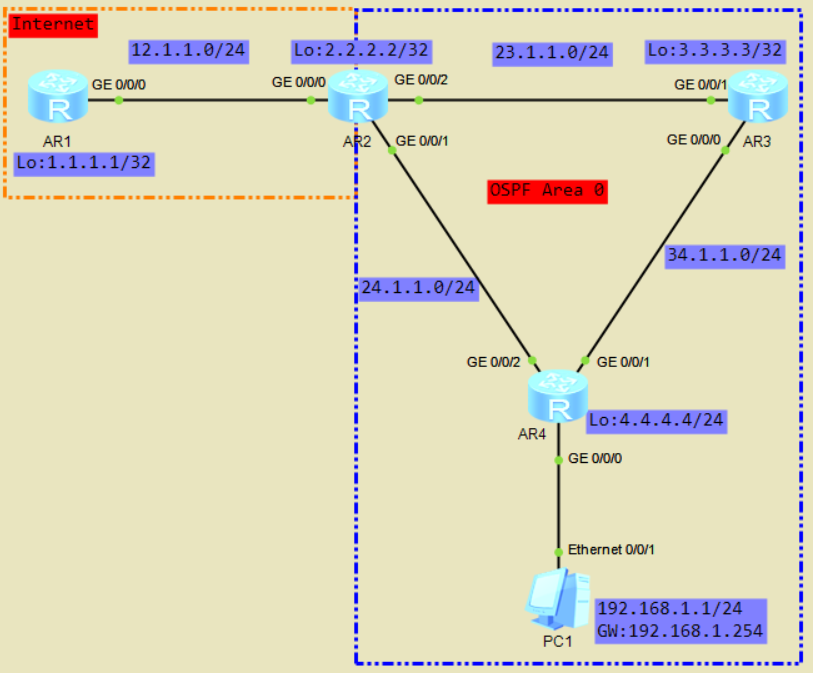 Internet
12.1.1.0/24
Lo:2.2.2.2/32
23.1.1.0/24
Lo:3.3.3.3/32
GE 0/0/0
GE 0/0/0
GE 0/0/2
GE 0/0/1
R
R
R
AR1
AR2
GE 0/0/1
GE 0/0/0
AR3
Lo:1.1.1.1/32
OSPF Area 0
34.1.1.0/24
24.1.1.0/24
GE 0/0/2
GE 0/0/1
R
Lo:4.4.4.4/24
AR4
GE 0/0/0
Ethernet 0/0/1
192.168.1.1/24
GW:192.168.1.254
PC1